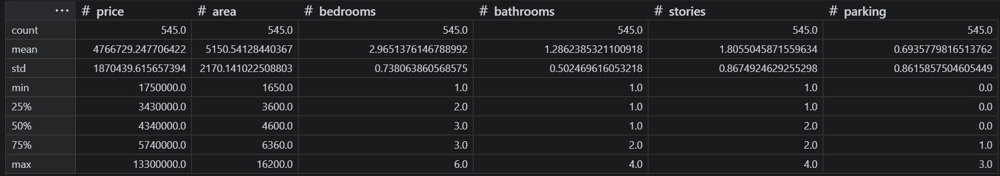 ··· # price # area # bedrooms # bathrooms # stories # parking
count 545.0 545.0 545.0 545.0 545.0 545.0
mean 4766729.247706422 5150.54128440367 2.9651376146788992 1.2862385321100918 1.8055045871559634 0.6935779816513762
std 1870439.615657394 2170.141022508803 0.738063860568575 0.502469616053218 0.8674924629255298 0.8615857504605449
min 1750000.0 1650.0 1.0 1.0 1.0 0.0
25% 3430000.0 3600.0 2.0 1.0 1.0 0.0
50% 4340000.0 4600.0 3.0 1.0 2.0 0.0
75% 5740000.0 6360.0 3.0 2.0 2.0 1.0
max 13300000.0 16200.0 6.0 4.0 4.0 3.0